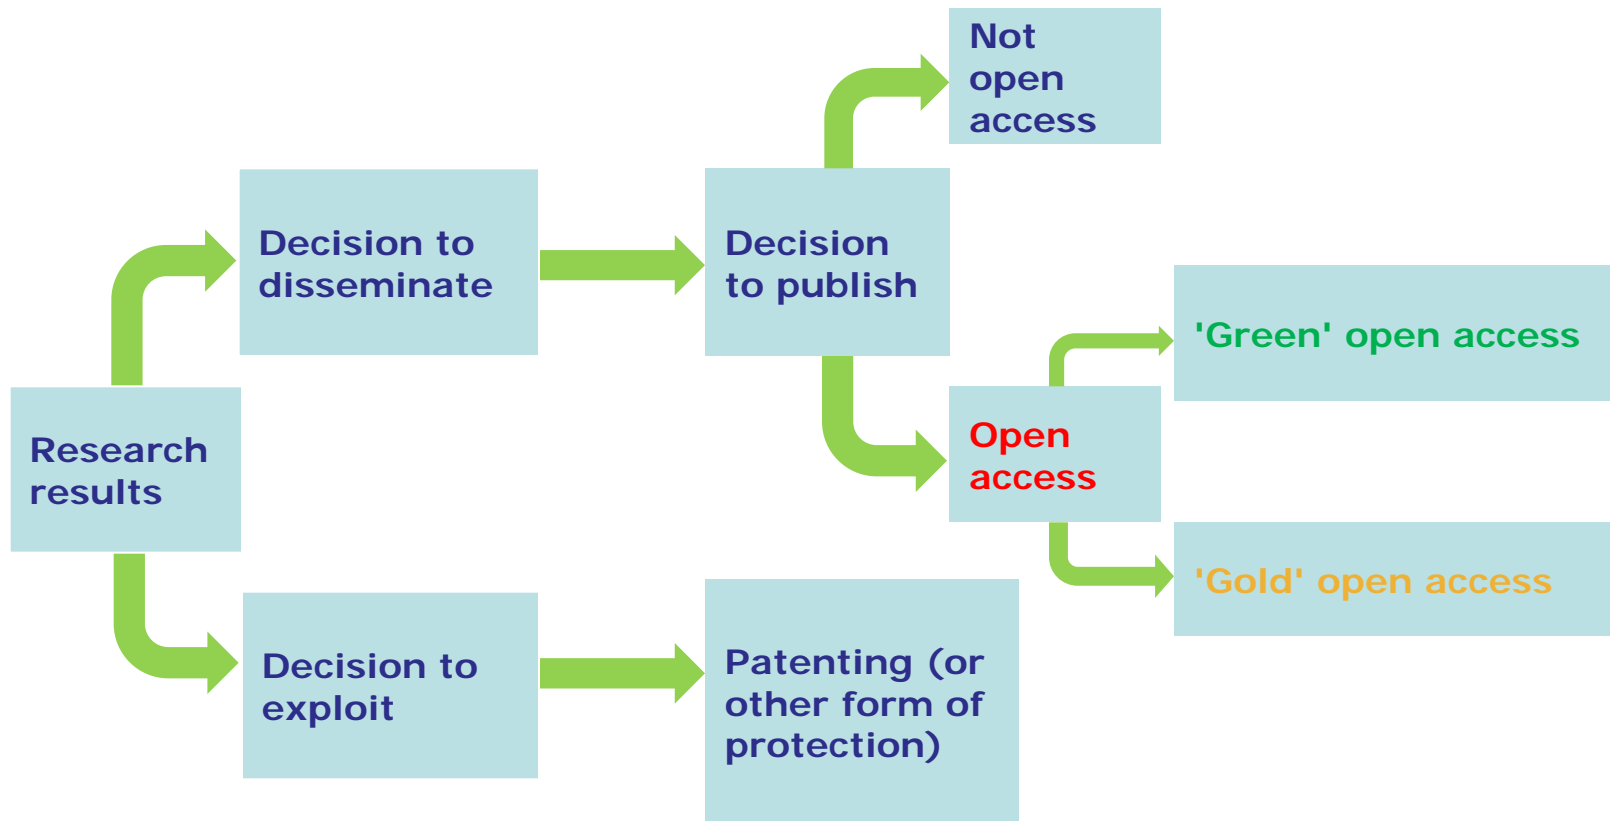 Not
open
access
Decision to
disseminate
Decision
to publish
'Green' open access
Research
results
Open
access
'Gold' open access
Decision to
exploit
Patenting (or
other form of
protection)